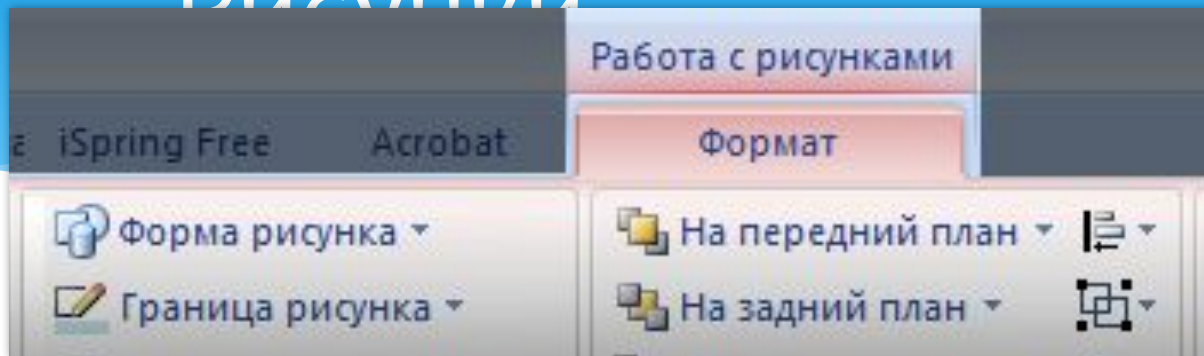 Работа с рисунками
iSpring Free Acrobat Формат
Форма рисунка На передний план
Граница рисунка На задний план